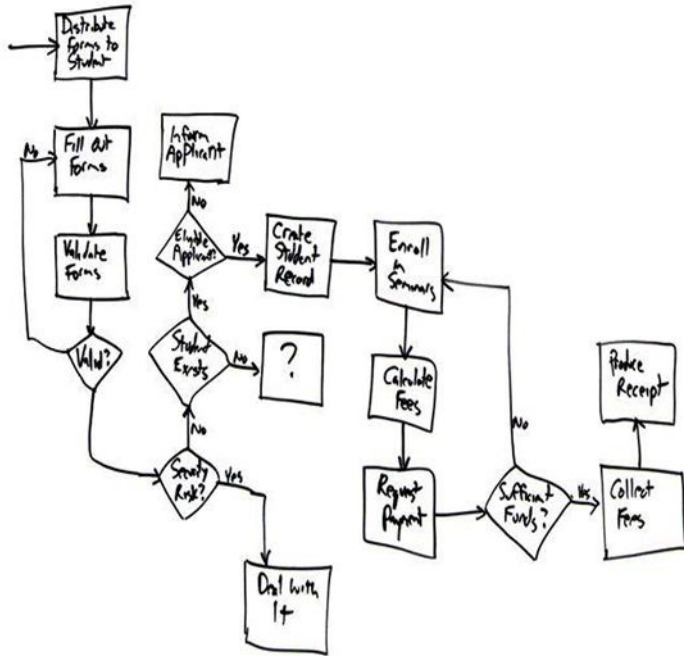 Distribute
Forms to
Student
Fill out
Forms
No
Validate
Forms
Valid?
Inform
Applicant
No
Eligible
Applicant?
Yes
Create
Student
Record
Enroll
in
Seminars
Yes
Student
Exists
No
?
No
Security
Risk?
Yes
Deal with
It
Calculate
Fees
Request
Payment
Sufficient
Funds?
No
Yes
Collect
Fees
Produce
Receipt